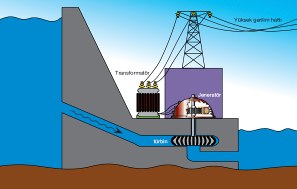 Yüksek gerilim hattı
Transformatör
Jeneratör
türbin